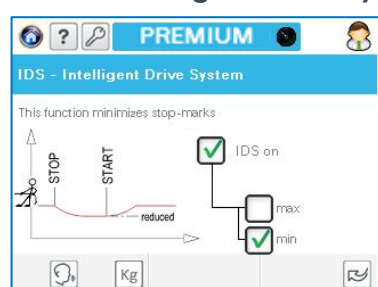 ?
PREMIUM
IDS - Intelligent Drive System
This function minimizes stop-marks
STOP
START
reduced
IDS on
max
min
Kg